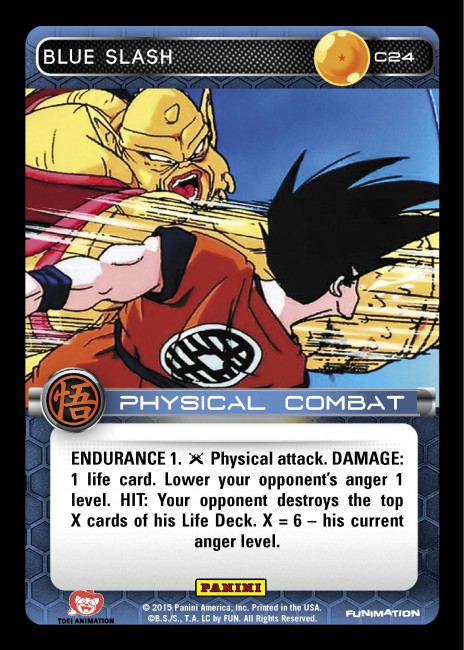 BLUE SLASH
C24
悟
PHYSICAL COMBAT
ENDURANCE 1. Physical attack. DAMAGE:
1 life card. Lower your opponent's anger 1
level. HIT: Your opponent destroys the top
X cards of his Life Deck. X = 6 – his current
anger level.
PANINI
TOEI ANIMATION
© 2015 Panini America, Inc. Printed in the USA.
©B.S./S., T.A. LC by FUN. All Rights Reserved.
FUNIMATION